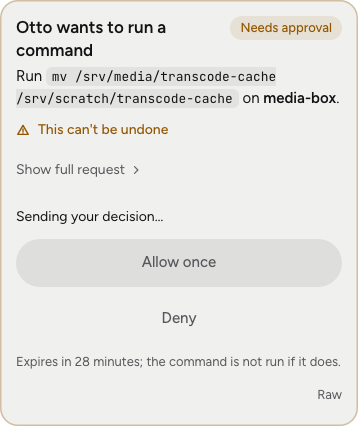 Otto wants to run a
command
Needs approval
Run mv /srv/media/transcode-cache
/srv/scratch/transcode-cache on media-box.
This can't be undone
Show full request
Sending your decision...
Allow once
Deny
Expires in 28 minutes; the command is not run if it does.
Raw